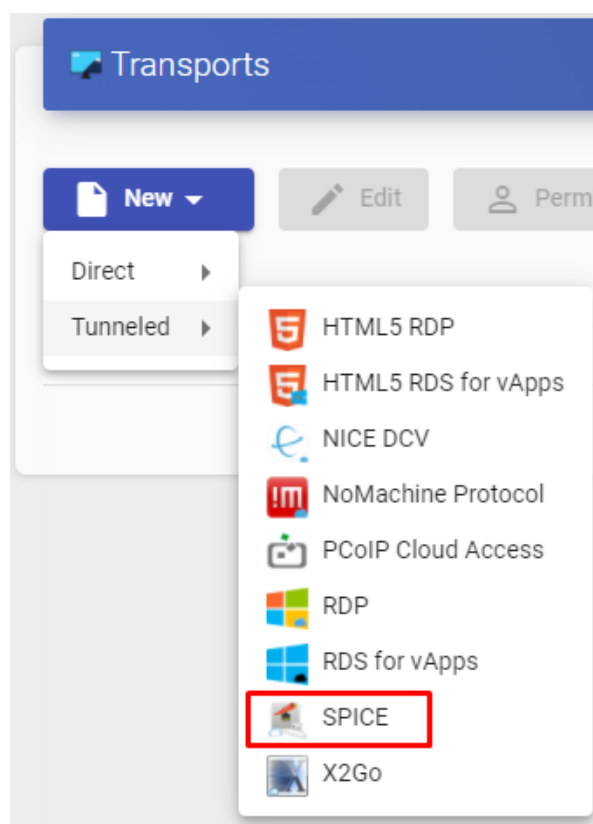 Transports
New
Edit
Perm
Direct
Tunneled
HTML5 RDP
HTML5 RDS for vApps
NICE DCV
NoMachine Protocol
PCoIP Cloud Access
RDP
RDS for vApps
SPICE
X2Go